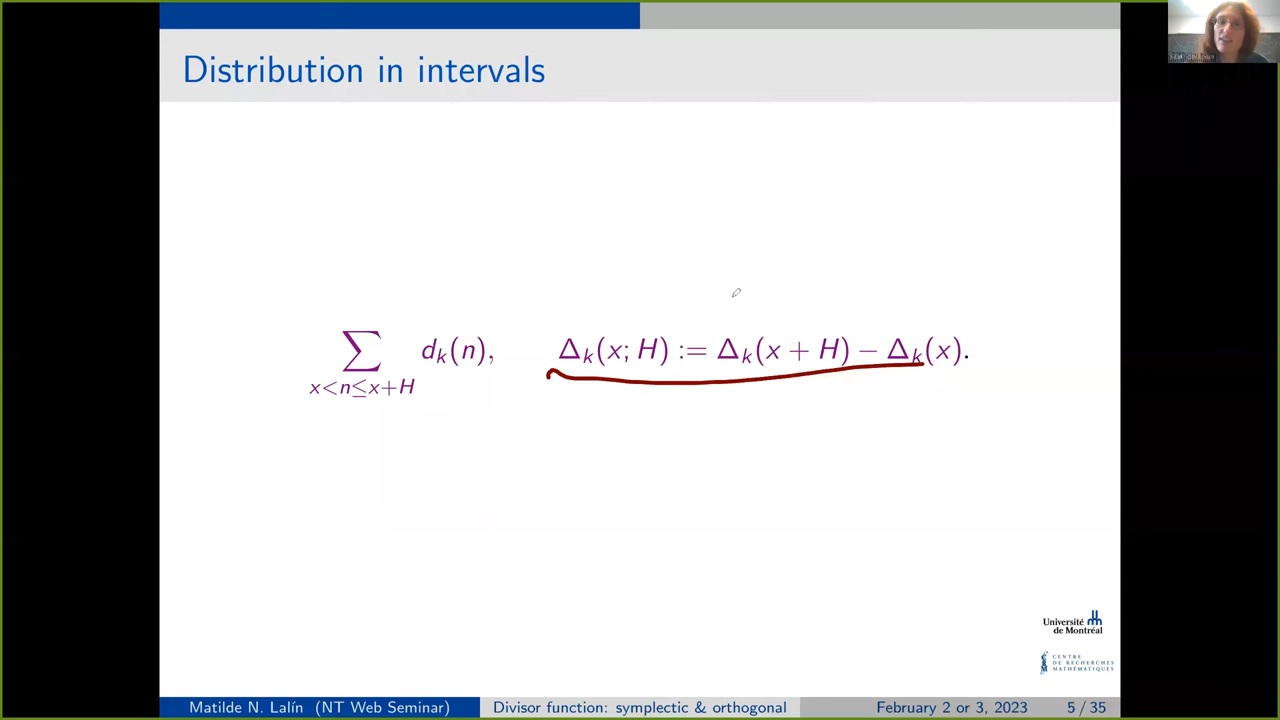 Distribution in intervals
∑ d_k(n), Δ_k(x; H) := Δ_k(x + H) − Δ_k(x).
x<n≤x+H
Université
de Montréal
CENTRE
DE RECHERCHES
MATHÉMATIQUES
Matilde N. Lalín (NT Web Seminar) Divisor function: symplectic & orthogonal February 2 or 3, 2023 5 / 35